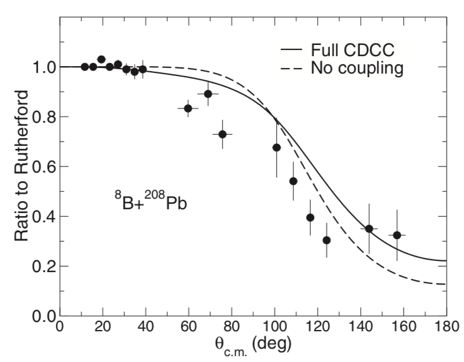 Full CDCC
No coupling
Ratio to Rutherford
1.0
0.8
0.6
0.4
0.2
0.0
⁸B+²⁰⁸Pb
0 20 40 60 80 100 120 140 160 180
θc.m. (deg)